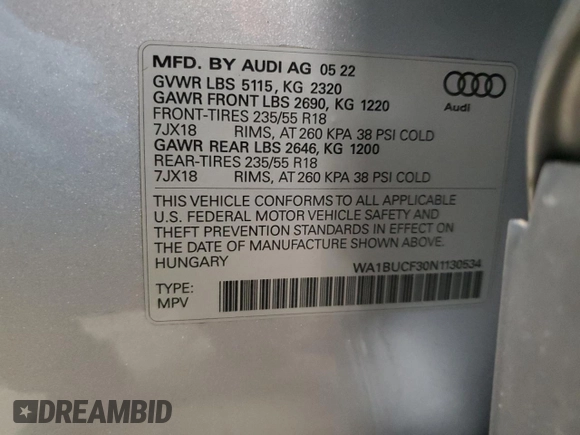 MFD. BY AUDI AG 05 22
GVWR LBS 5115, KG 2320
GAWR FRONT LBS 2690, KG 1220
FRONT-TIRES 235/55 R18
7JX18 RIMS, AT 260 KPA 38 PSI COLD
GAWR REAR LBS 2646, KG 1200
REAR-TIRES 235/55 R18
7JX18 RIMS, AT 260 KPA 38 PSI COLD
Audi
THIS VEHICLE CONFORMS TO ALL APPLICABLE
U.S. FEDERAL MOTOR VEHICLE SAFETY AND
THEFT PREVENTION STANDARDS IN EFFECT ON
THE DATE OF MANUFACTURE SHOWN ABOVE.
HUNGARY
WA1BUCF30N1130534
TYPE:
MPV
DREAMBID